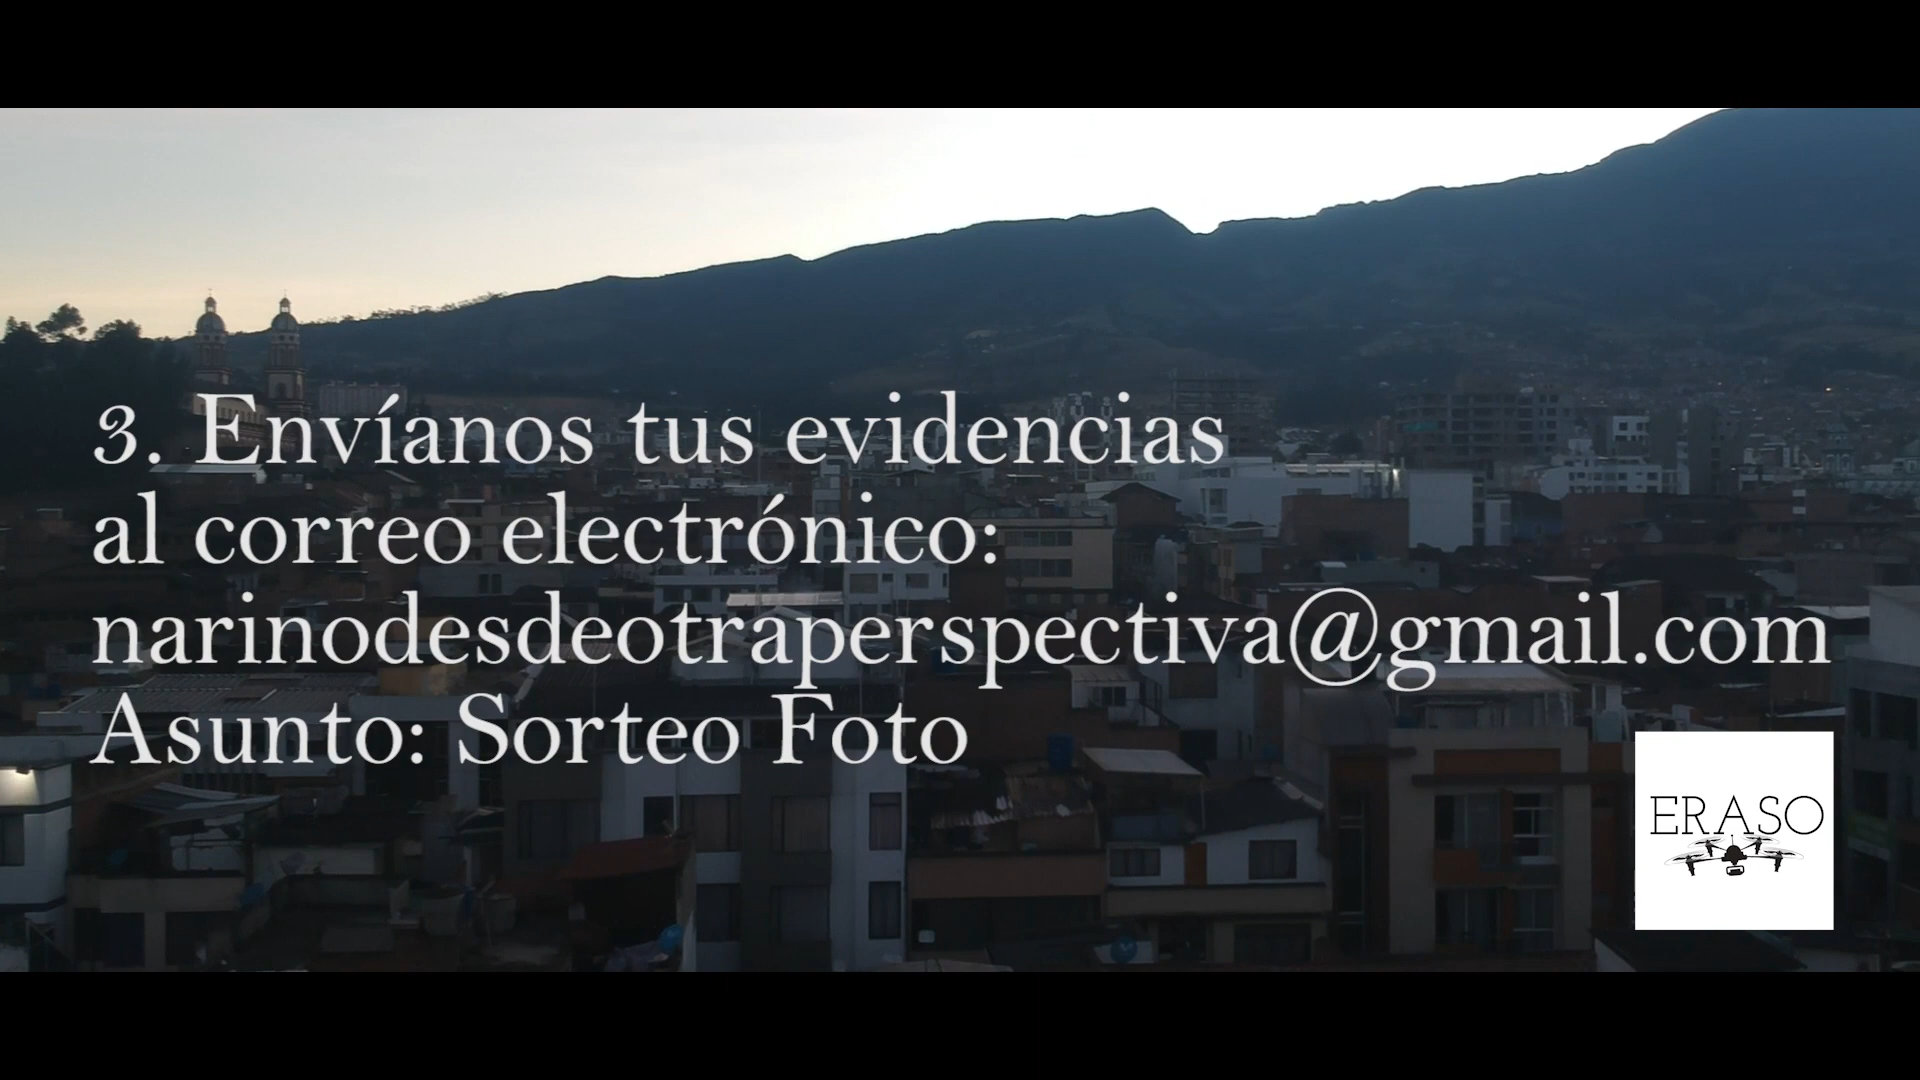 3. Envíanos tus evidencias
al correo electrónico:
narinodesdeotraperspectiva@gmail.com
Asunto: Sorteo Foto
ERASO